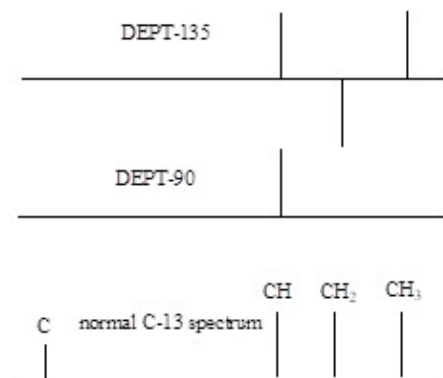 DEPT-135
DEPT-90
CH CH₂ CH₃
C normal C-13 spectrum